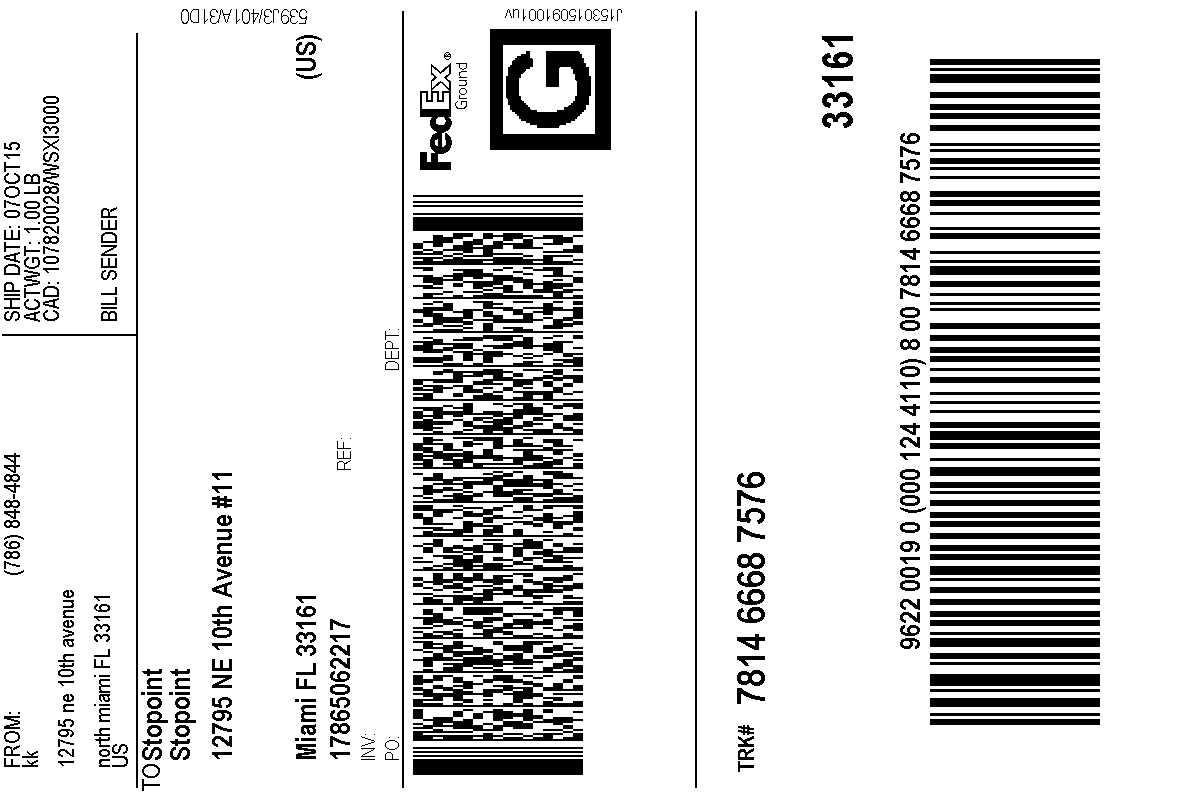 FROM: (786) 848-4844
kk
12795 ne 10th avenue
north miami FL 33161
US
SHIP DATE: 07OCT15
ACTWGT: 1.00 LB
CAD: 107820028/WSXI3000
BILL SENDER
TO Stopoint
Stopoint
12795 NE 10th Avenue #11
Miami FL 33161 (US)
17865062217
REF:
INV:
PO: DEPT:
539J3/401A/31D0
FedEx®
Ground
G
J153015091001uv
TRK# 7814 6668 7576
33161
9622 0019 0 (000 124 4110) 8 00 7814 6668 7576